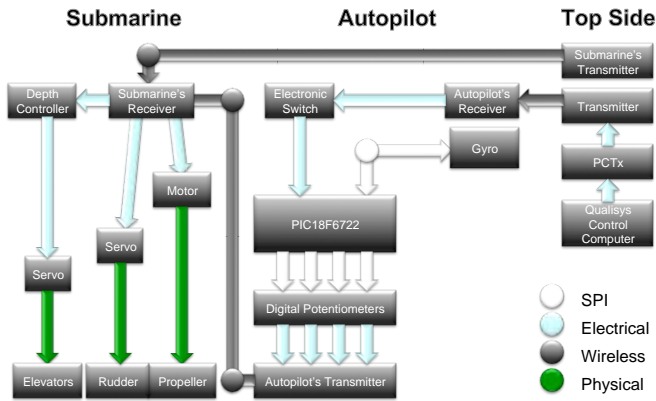 Submarine
Autopilot
Top Side
Submarine's
Transmitter
Depth
Controller
Submarine's
Receiver
Electronic
Switch
Autopilot's
Receiver
Transmitter
Gyro
PCTx
Motor
PIC18F6722
Qualisys
Control
Computer
Servo
Servo
Digital Potentiometers
SPI
Electrical
Wireless
Physical
Elevators
Rudder
Propeller
Autopilot's Transmitter